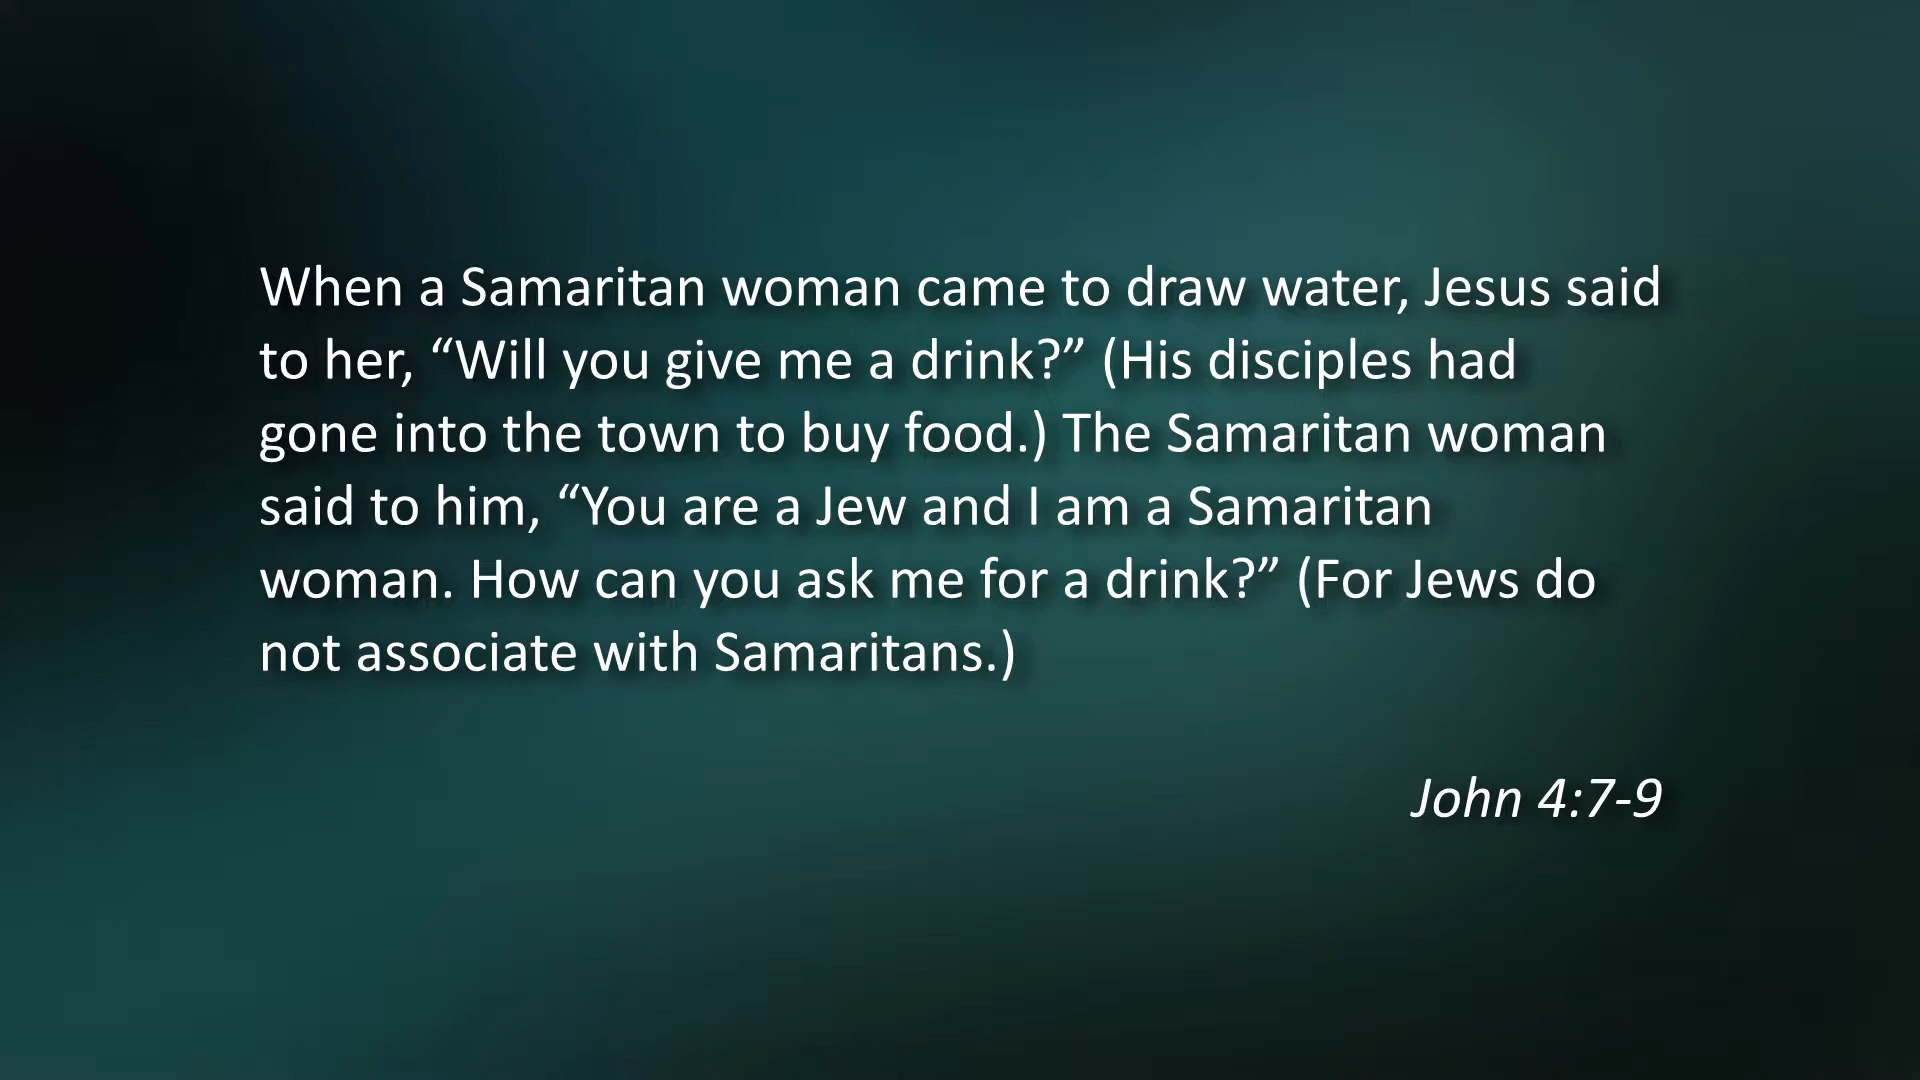 When a Samaritan woman came to draw water, Jesus said
to her, “Will you give me a drink?” (His disciples had
gone into the town to buy food.) The Samaritan woman
said to him, “You are a Jew and I am a Samaritan
woman. How can you ask me for a drink?” (For Jews do
not associate with Samaritans.)
John 4:7-9